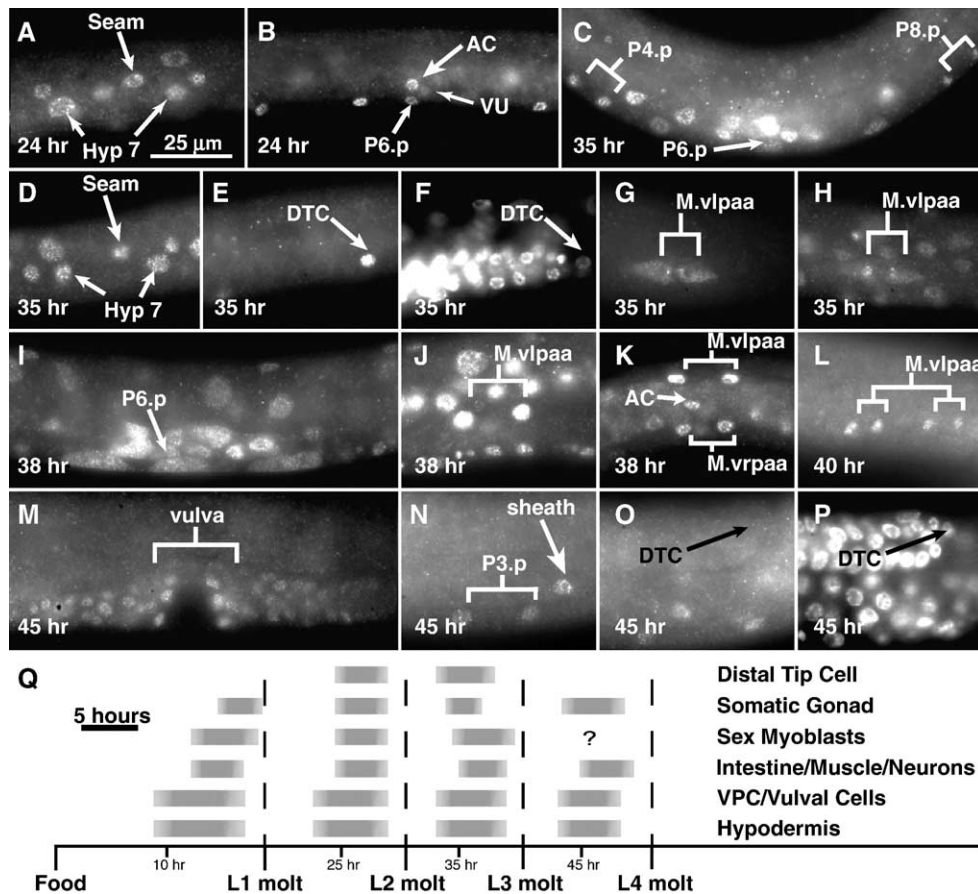 A
Seam
24 hr
Hyp 7
25 μm
B
AC
VU
P6.p
24 hr
C
P4.p
P8.p
P6.p
35 hr
D
Seam
Hyp 7
35 hr
E
DTC
35 hr
F
DTC
35 hr
G
M.vlpaa
35 hr
H
M.vlpaa
35 hr
I
P6.p
38 hr
J
M.vlpaa
38 hr
K
M.vlpaa
AC
M.vrpaa
38 hr
L
M.vlpaa
40 hr
M
vulva
45 hr
N
sheath
P3.p
45 hr
O
DTC
45 hr
P
DTC
45 hr
Q
5 hours
Distal Tip Cell
Somatic Gonad
Sex Myoblasts
?
Intestine/Muscle/Neurons
VPC/Vulval Cells
Hypodermis
10 hr
25 hr
35 hr
45 hr
Food
L1 molt
L2 molt
L3 molt
L4 molt